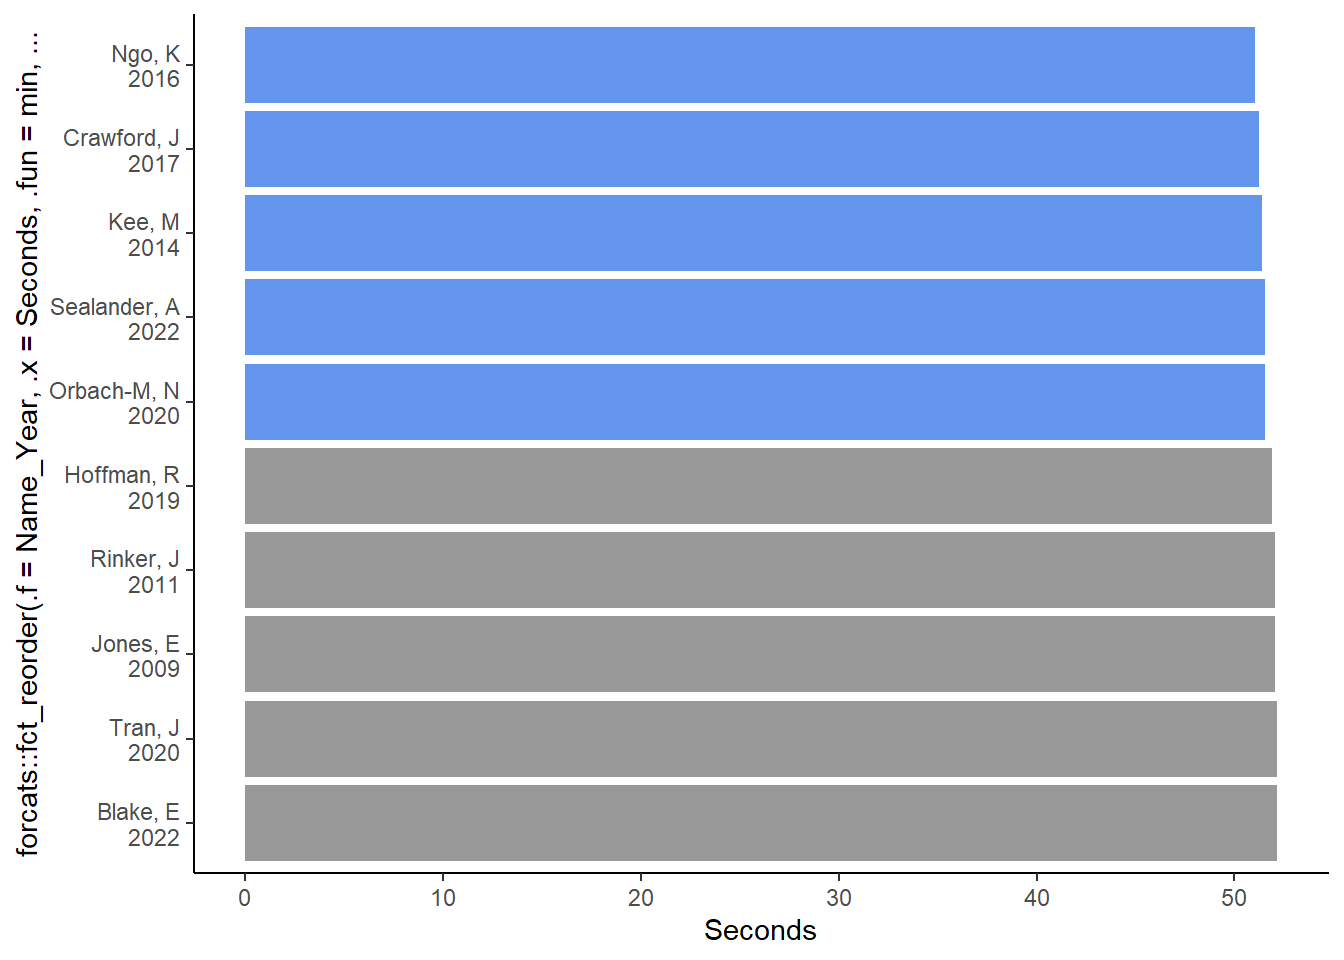 forcats::fct_reorder(.f = Name_Year, .x = Seconds, .fun = min, ...
Ngo, K
2016
Crawford, J
2017
Kee, M
2014
Sealander, A
2022
Orbach-M, N
2020
Hoffman, R
2019
Rinker, J
2011
Jones, E
2009
Tran, J
2020
Blake, E
2022
0 10 20 30 40 50
Seconds